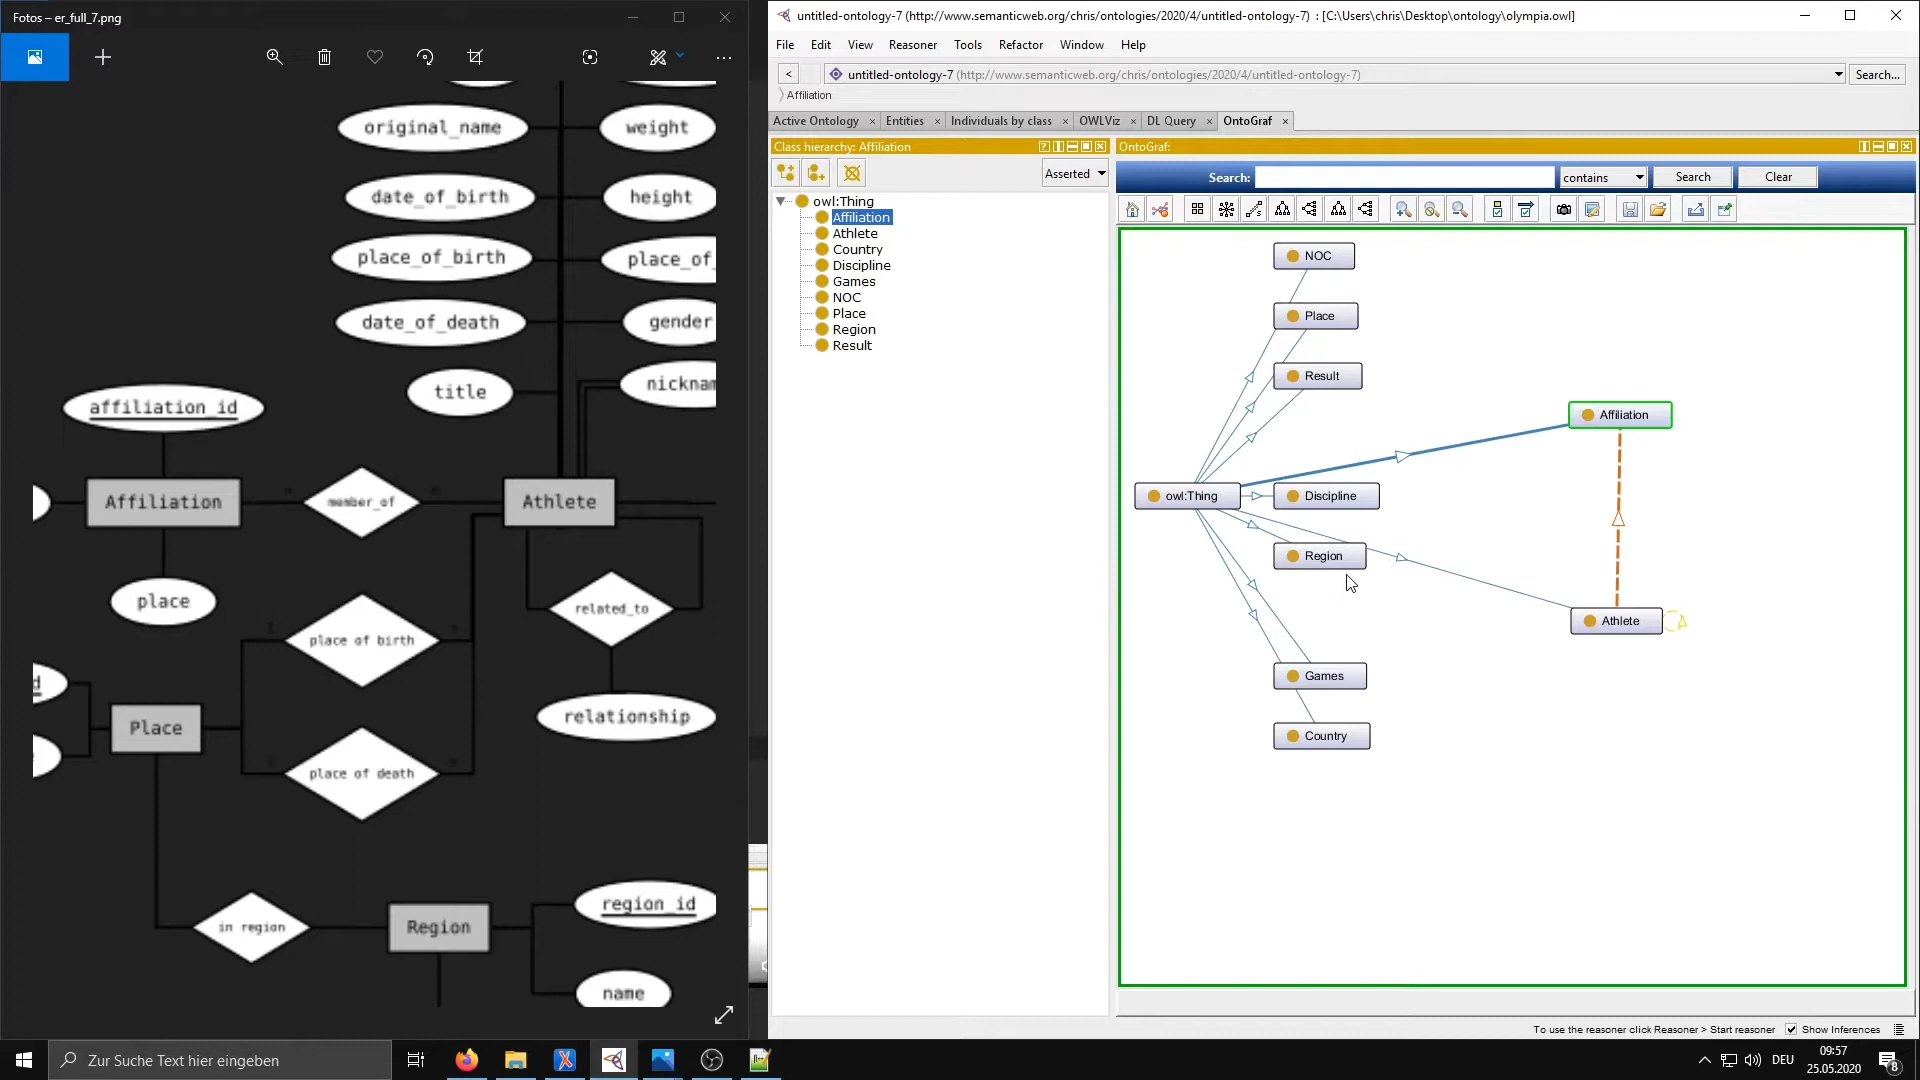 Fotos – er_full_7.png
original_name
weight
date_of_birth
height
place_of_birth
place_of_
date_of_death
gender
title
nicknam
affiliation_id
Affiliation
member_of
Athlete
place
related_to
place of birth
relationship
d
Place
place of death
in region
Region
region_id
name
untitled-ontology-7 (http://www.semanticweb.org/chris/ontologies/2020/4/untitled-ontology-7) : [C:\Users\chris\Desktop\ontology\olympia.owl]
File Edit View Reasoner Tools Refactor Window Help
< untitled-ontology-7 (http://www.semanticweb.org/chris/ontologies/2020/4/untitled-ontology-7) Search...
Affiliation
Active Ontology × Entities × Individuals by class × OWLViz × DL Query × OntoGraf ×
Class hierarchy: Affiliation
Asserted
owl:Thing
Affiliation
Athlete
Country
Discipline
Games
NOC
Place
Region
Result
OntoGraf:
Search: contains Search Clear
NOC
Place
Result
Affiliation
owl:Thing
Discipline
Region
Athlete
Games
Country
To use the reasoner click Reasoner > Start reasoner Show Inferences
Zur Suche Text hier eingeben
DEU
09:57
25.05.2020
8